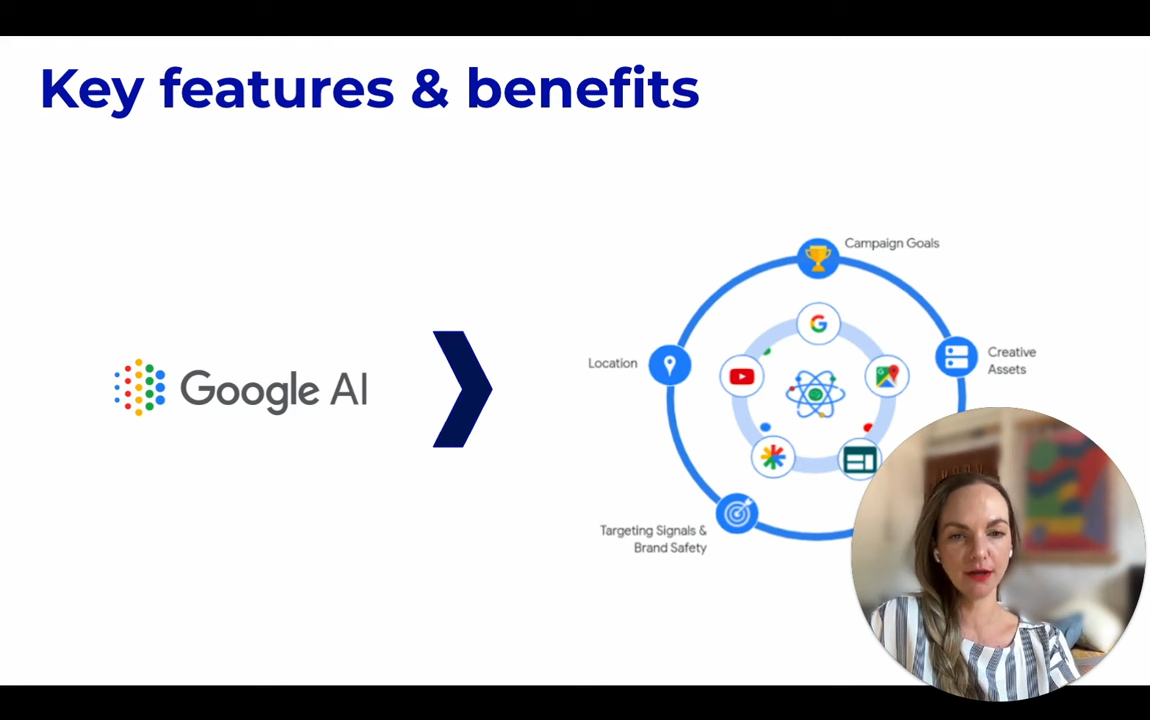 Key features & benefits
Campaign Goals
Location
Creative
Assets
Google AI
Targeting Signals &
Brand Safety